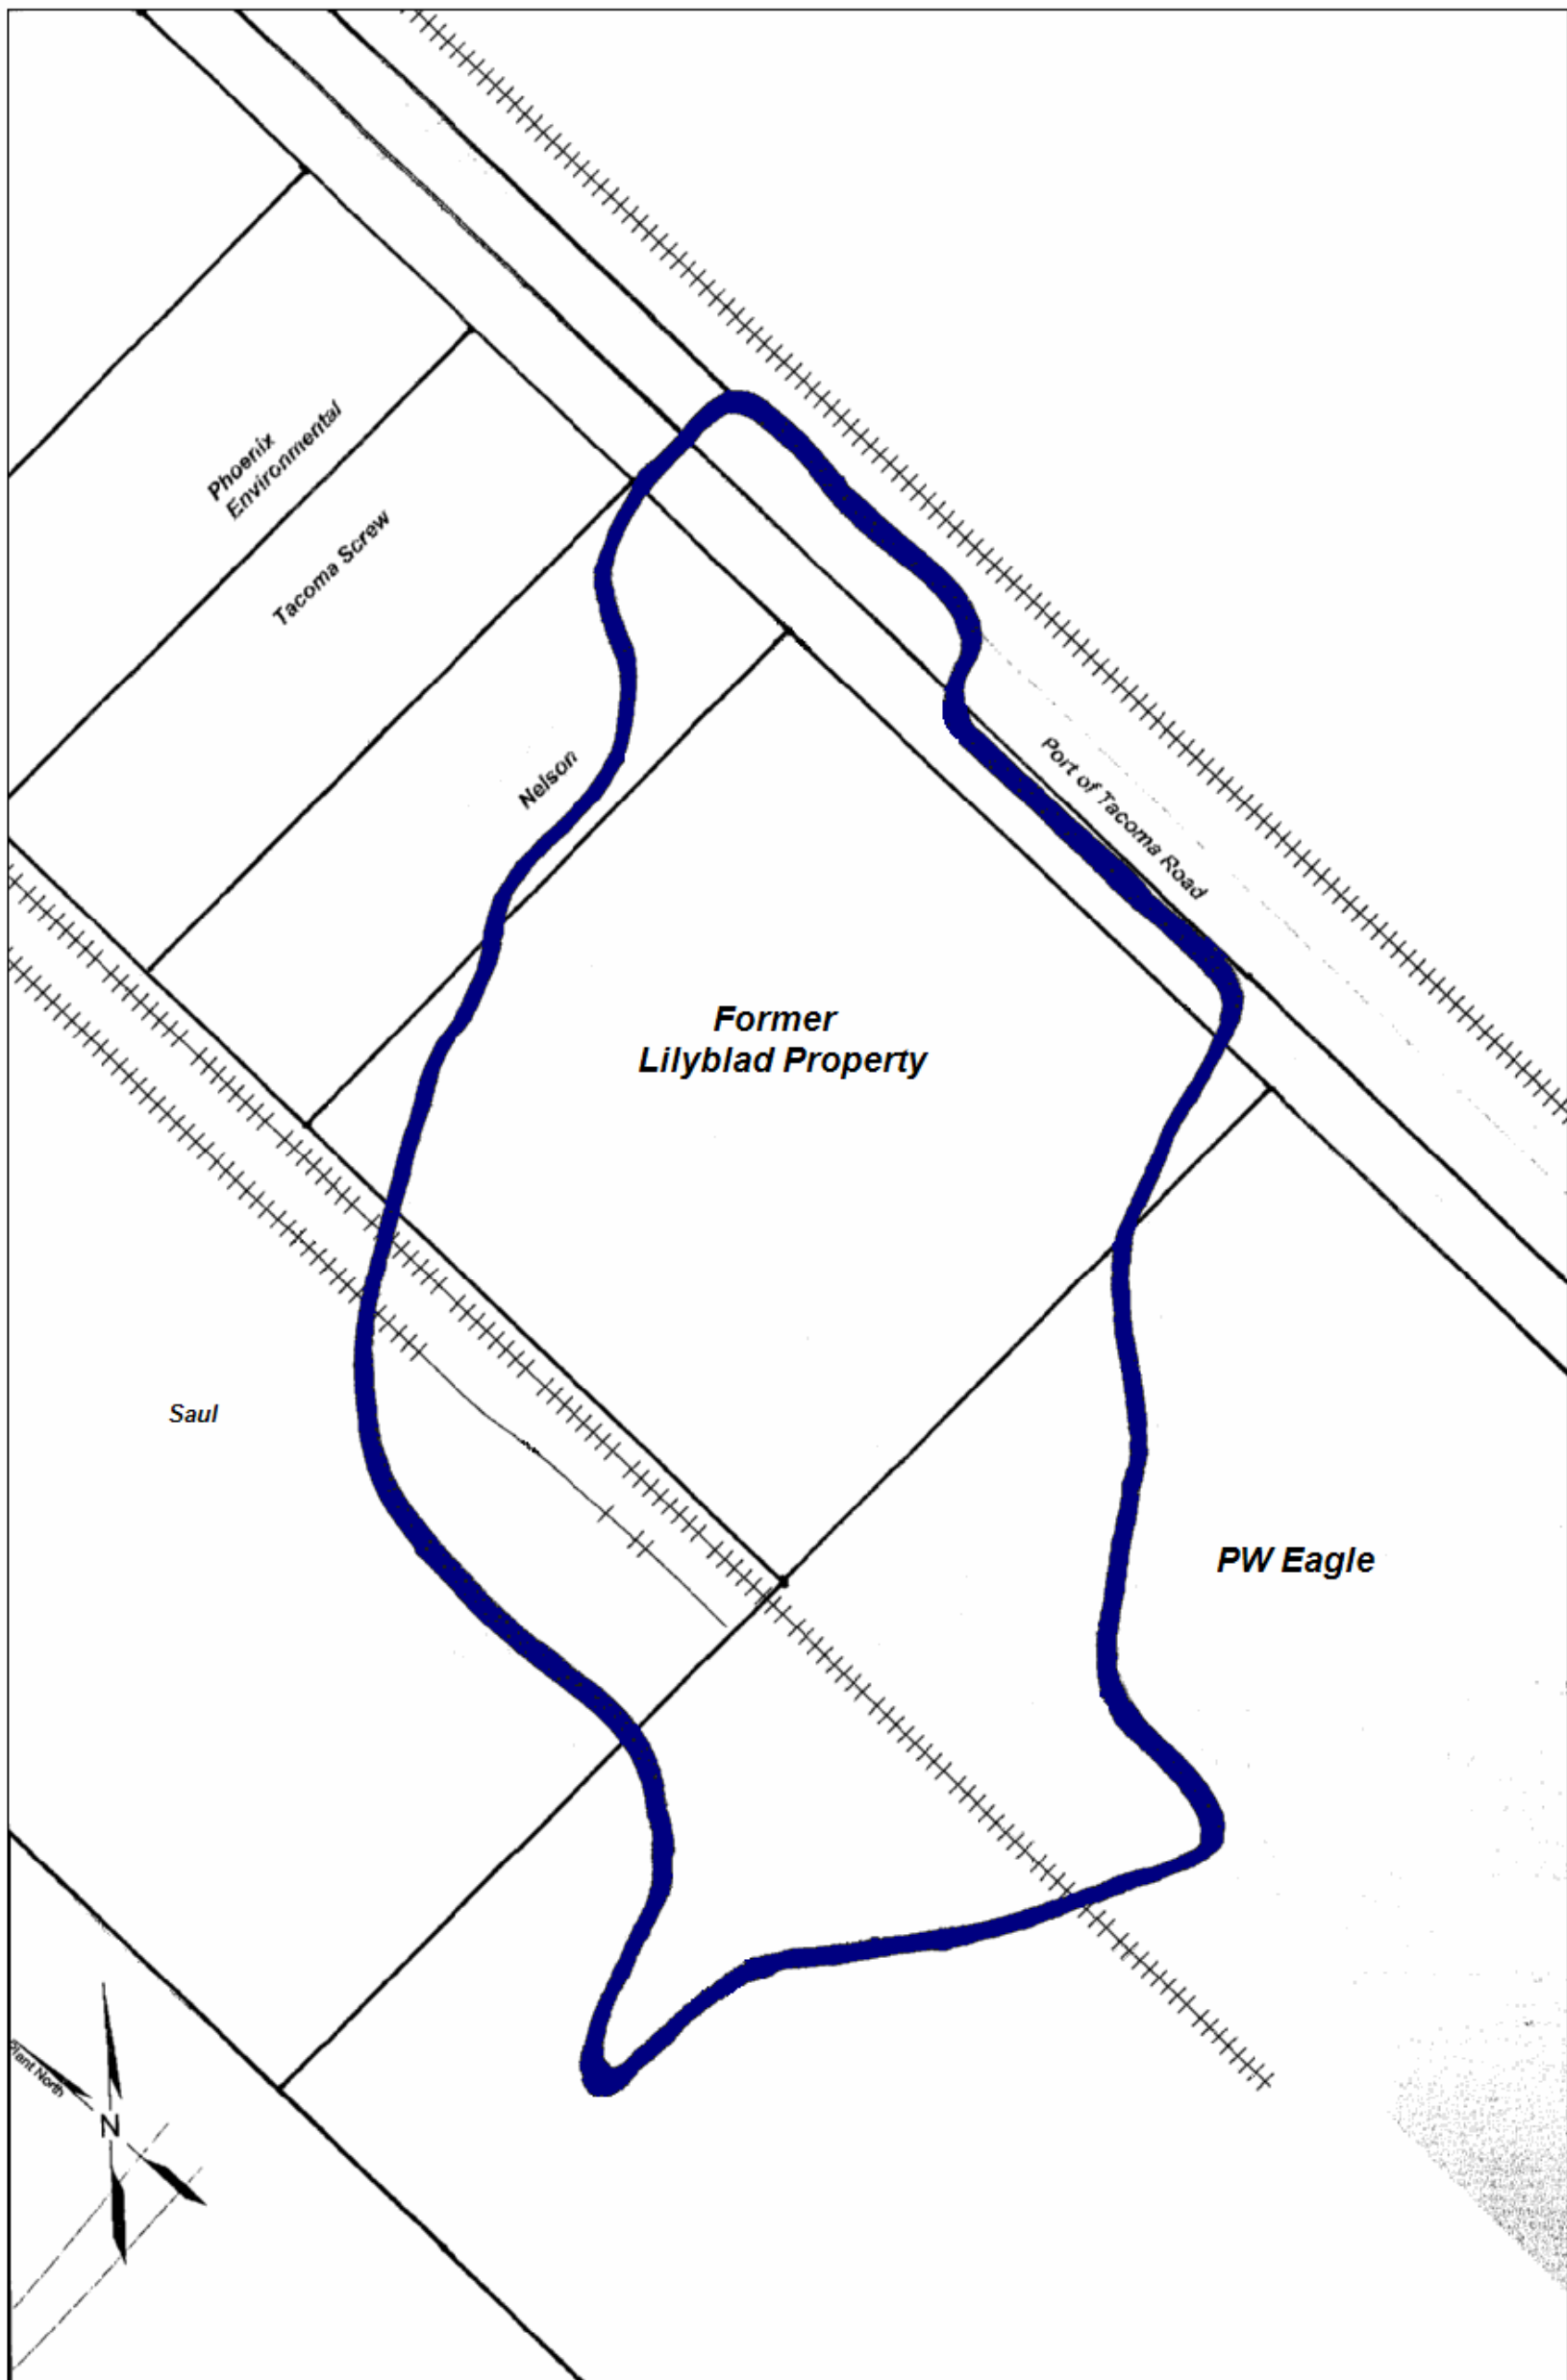 Phoenix
Environmental
Tacoma Screw
Nelson
Port of Tacoma Road
Former
Lilyblad Property
Saul
PW Eagle
Plant North
N